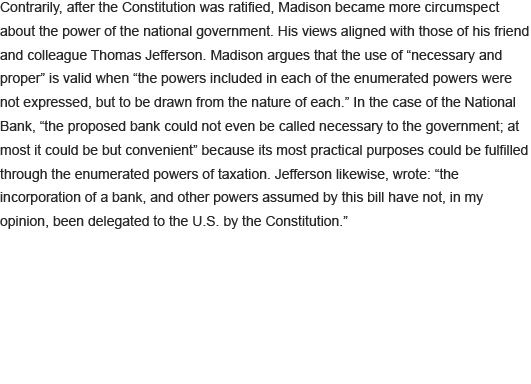 Contrarily, after the Constitution was ratified, Madison became more circumspect
about the power of the national government. His views aligned with those of his friend
and colleague Thomas Jefferson. Madison argues that the use of “necessary and
proper” is valid when “the powers included in each of the enumerated powers were
not expressed, but to be drawn from the nature of each.” In the case of the National
Bank, “the proposed bank could not even be called necessary to the government; at
most it could be but convenient” because its most practical purposes could be fulfilled
through the enumerated powers of taxation. Jefferson likewise, wrote: “the
incorporation of a bank, and other powers assumed by this bill have not, in my
opinion, been delegated to the U.S. by the Constitution.”